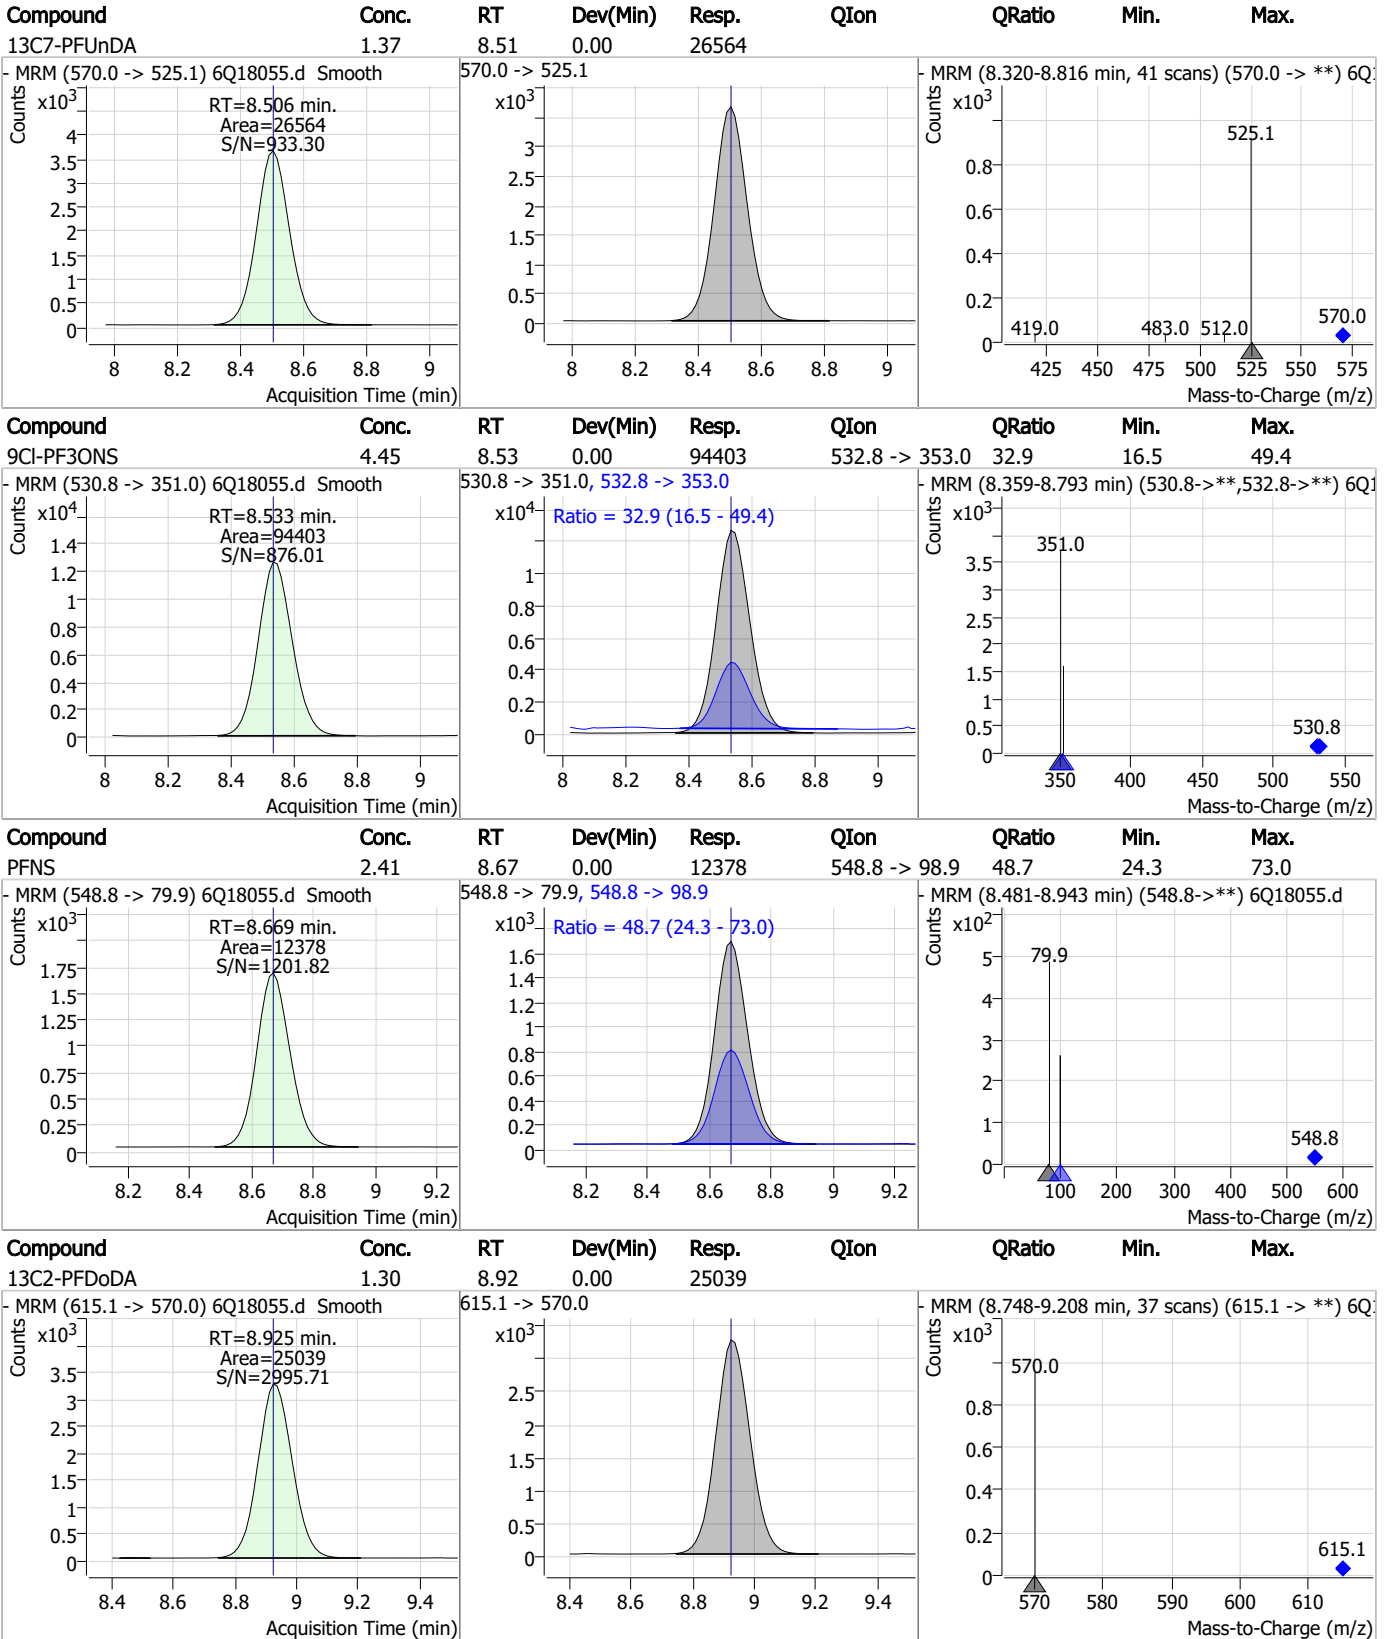 Compound Conc. RT Dev(Min) Resp. QIon QRatio Min. Max.
13C7-PFUnDA 1.37 8.51 0.00 26564
- MRM (570.0 -> 525.1) 6Q18055.d Smooth
Counts
x10³
RT=8.506 min.
Area=26564
S/N=933.30
4
3.5
3
2.5
2
1.5
1
0.5
0
8 8.2 8.4 8.6 8.8 9
Acquisition Time (min)
570.0 -> 525.1
x10³
3
2.5
2
1.5
1
0.5
0
8 8.2 8.4 8.6 8.8 9
- MRM (8.320-8.816 min, 41 scans) (570.0 -> **) 6Q1
Counts
x10³
525.1
0.8
0.6
0.4
0.2
0
419.0 483.0 512.0 570.0
425 450 475 500 525 550 575
Mass-to-Charge (m/z)
Compound Conc. RT Dev(Min) Resp. QIon QRatio Min. Max.
9Cl-PF3ONS 4.45 8.53 0.00 94403 532.8 -> 353.0 32.9 16.5 49.4
- MRM (530.8 -> 351.0) 6Q18055.d Smooth
Counts
x10⁴
RT=8.533 min.
Area=94403
S/N=876.01
1.4
1.2
1
0.8
0.6
0.4
0.2
0
8 8.2 8.4 8.6 8.8 9
Acquisition Time (min)
530.8 -> 351.0, 532.8 -> 353.0
x10⁴
Ratio = 32.9 (16.5 - 49.4)
1
0.8
0.6
0.4
0.2
0
8 8.2 8.4 8.6 8.8 9
- MRM (8.359-8.793 min) (530.8->**,532.8->**) 6Q1
Counts
x10³
351.0
3.5
3
2.5
2
1.5
1
0.5
0
530.8
350 400 450 500 550
Mass-to-Charge (m/z)
Compound Conc. RT Dev(Min) Resp. QIon QRatio Min. Max.
PFNS 2.41 8.67 0.00 12378 548.8 -> 98.9 48.7 24.3 73.0
- MRM (548.8 -> 79.9) 6Q18055.d Smooth
Counts
x10³
RT=8.669 min.
Area=12378
S/N=1201.82
1.75
1.5
1.25
1
0.75
0.5
0.25
0
8.2 8.4 8.6 8.8 9 9.2
Acquisition Time (min)
548.8 -> 79.9, 548.8 -> 98.9
x10³
Ratio = 48.7 (24.3 - 73.0)
1.6
1.4
1.2
1
0.8
0.6
0.4
0.2
0
8.2 8.4 8.6 8.8 9 9.2
- MRM (8.481-8.943 min) (548.8->**) 6Q18055.d
Counts
x10²
79.9
5
4
3
2
1
0
548.8
100 200 300 400 500 600
Mass-to-Charge (m/z)
Compound Conc. RT Dev(Min) Resp. QIon QRatio Min. Max.
13C2-PFDoDA 1.30 8.92 0.00 25039
- MRM (615.1 -> 570.0) 6Q18055.d Smooth
Counts
x10³
RT=8.925 min.
Area=25039
S/N=2995.71
3.5
3
2.5
2
1.5
1
0.5
0
8.4 8.6 8.8 9 9.2 9.4
Acquisition Time (min)
615.1 -> 570.0
x10³
2.5
2
1.5
1
0.5
0
8.4 8.6 8.8 9 9.2 9.4
- MRM (8.748-9.208 min, 37 scans) (615.1 -> **) 6Q1
Counts
x10³
570.0
0.8
0.6
0.4
0.2
0
615.1
570 580 590 600 610
Mass-to-Charge (m/z)